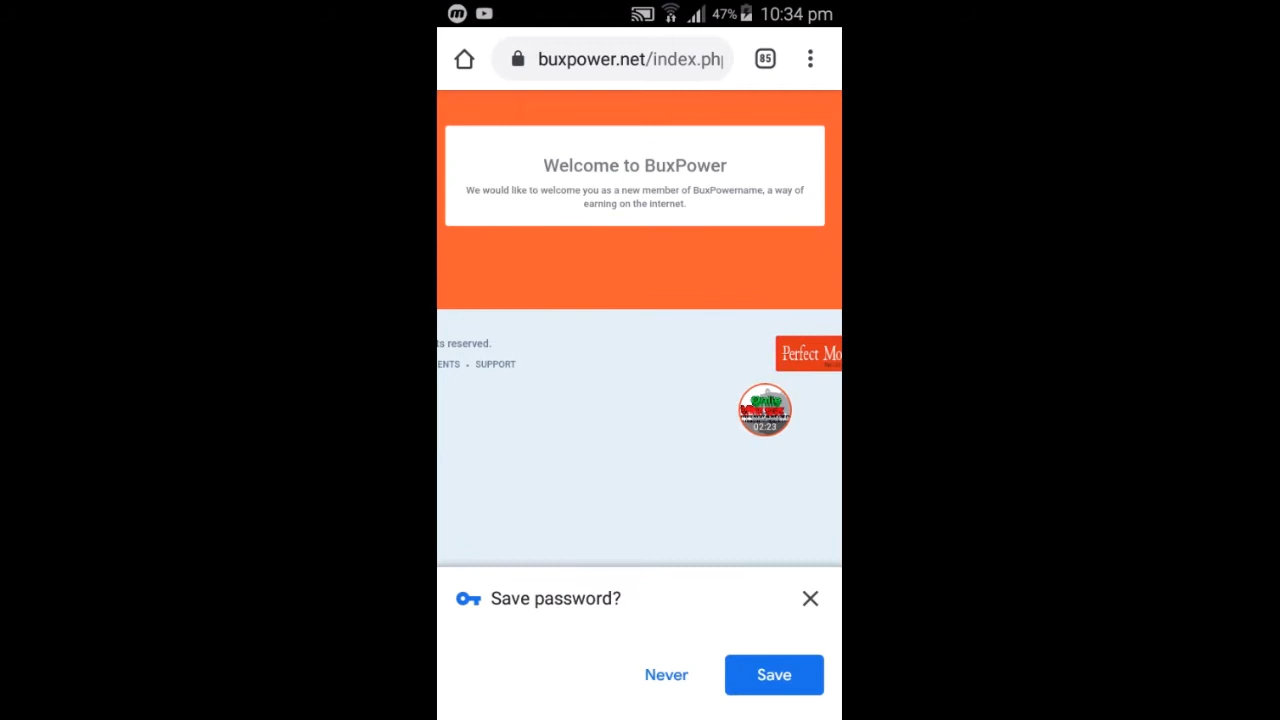 47% 10:34 pm
buxpower.net/index.php
85
Welcome to BuxPower
We would like to welcome you as a new member of BuxPowername, a way of
earning on the internet.
ts reserved.
ENTS • SUPPORT
Perfect Mo
02:23
Save password?
Never
Save